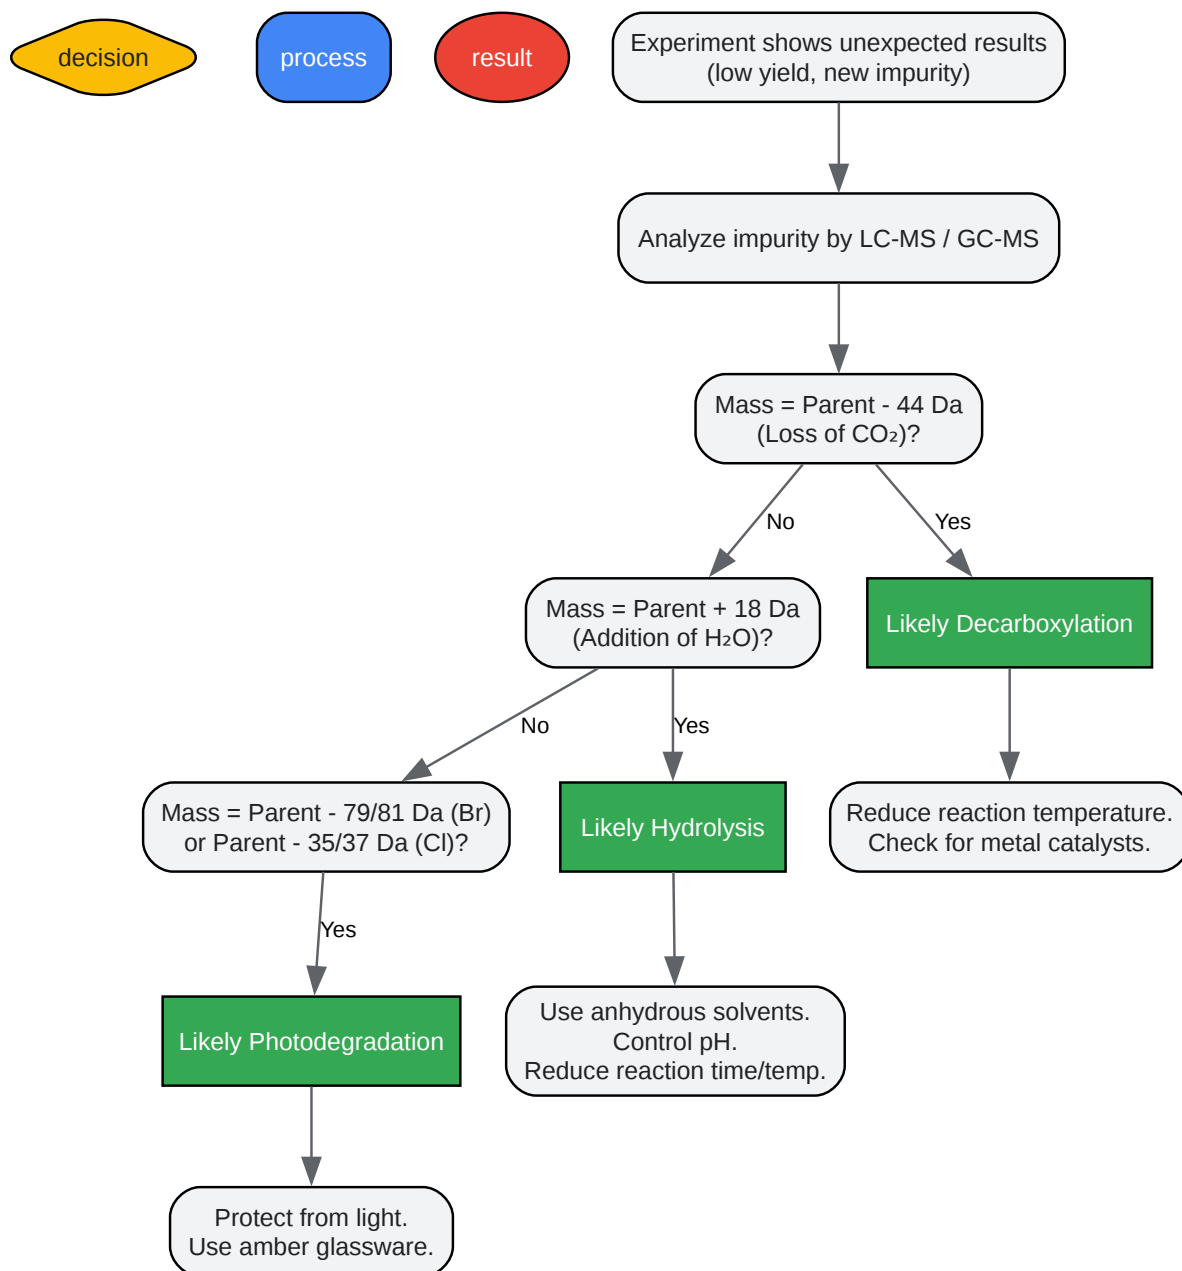 decision
process
result
Experiment shows unexpected results
(low yield, new impurity)
Analyze impurity by LC-MS / GC-MS
Mass = Parent - 44 Da
(Loss of CO₂)?
No
Yes
Mass = Parent + 18 Da
(Addition of H₂O)?
Likely Decarboxylation
No
Yes
Mass = Parent - 79/81 Da (Br)
or Parent - 35/37 Da (Cl)?
Likely Hydrolysis
Reduce reaction temperature.
Check for metal catalysts.
Yes
Likely Photodegradation
Use anhydrous solvents.
Control pH.
Reduce reaction time/temp.
Protect from light.
Use amber glassware.